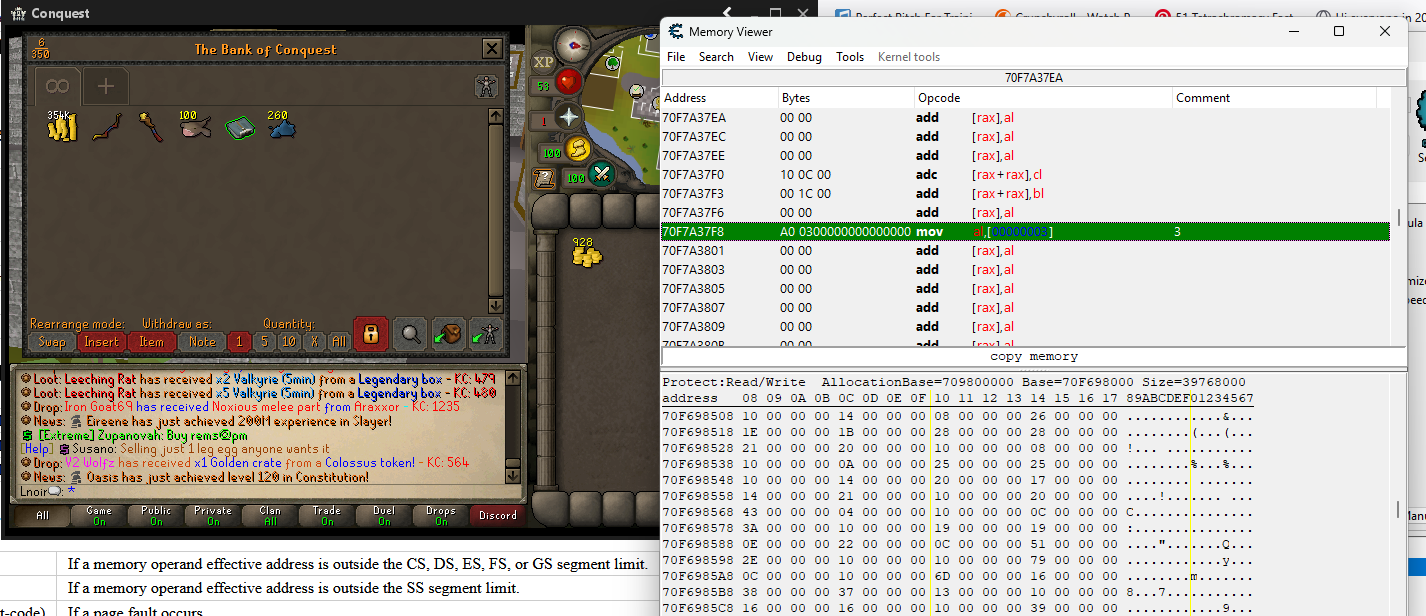 Conquest
6
350
The Bank of Conquest
354K
100
260
Rearrange mode:
Withdraw as:
Quantity:
Swap
Insert
Item
Note
1
5
10
X
All
XP
53
1
100
100
928
Loot: Leeching Rat has received x2 Valkyrie (5min) from a Legendary box - KC: 479
Loot: Leeching Rat has received x5 Valkyrie (5min) from a Legendary box - KC: 480
Drop: Iron Goat69 has received Noxious melee part from Araxxor - KC: 1235
News: Eireene has just achieved 200M experience in Slayer!
[Extreme] Zupanovah: Buy rems@pm
[Help] Susano: Selling just 1 leg egg anyone wants it
Drop: V2 Wolfz has received x1 Golden crate from a Colossus token! - KC: 564
News: Oasis has just achieved level 120 in Constitution!
Lnoir: *
All
Game On
Public On
Private On
Clan All
Trade On
Duel On
Drops On
Discord
If a memory operand effective address is outside the CS, DS, ES, FS, or GS segment limit.
If a memory operand effective address is outside the SS segment limit.
t-code) If a page fault occurs.
Memory Viewer
File Search View Debug Tools Kernel tools
70F7A37EA
Address Bytes Opcode Comment
70F7A37EA 00 00 add [rax],al
70F7A37EC 00 00 add [rax],al
70F7A37EE 00 00 add [rax],al
70F7A37F0 10 0C 00 adc [rax+rax],cl
70F7A37F3 00 1C 00 add [rax+rax],bl
70F7A37F6 00 00 add [rax],al
70F7A37F8 A0 0300000000000000 mov al,[00000003] 3
70F7A3801 00 00 add [rax],al
70F7A3803 00 00 add [rax],al
70F7A3805 00 00 add [rax],al
70F7A3807 00 00 add [rax],al
70F7A3809 00 00 add [rax],al
70F7A380B 00 00 add [rax],al
copy memory
Protect:Read/Write AllocationBase=709800000 Base=70F698000 Size=39768000
address 08 09 0A 0B 0C 0D 0E 0F 10 11 12 13 14 15 16 17 89ABCDEF01234567
70F698508 10 00 00 00 14 00 00 00 08 00 00 00 26 00 00 00 ............&...
70F698518 1E 00 00 00 1B 00 00 00 28 00 00 00 28 00 00 00 ........(...(...
70F698528 21 00 00 00 20 00 00 00 10 00 00 00 08 00 00 00 !... ...........
70F698538 10 00 00 00 0A 00 00 00 25 00 00 00 25 00 00 00 ........%...%...
70F698548 10 00 00 00 14 00 00 00 20 00 00 00 17 00 00 00 ........ .......
70F698558 14 00 00 00 21 00 00 00 10 00 00 00 20 00 00 00 ....!....... ...
70F698568 43 00 00 00 04 00 00 00 10 00 00 00 0C 00 00 00 C...............
70F698578 3A 00 00 00 10 00 00 00 19 00 00 00 19 00 00 00 :...............
70F698588 0E 00 00 00 22 00 00 00 0C 00 00 00 51 00 00 00 ....".......Q...
70F698598 2E 00 00 00 10 00 00 00 10 00 00 00 79 00 00 00 ............y...
70F6985A8 0C 00 00 00 10 00 00 00 6D 00 00 00 16 00 00 00 ........m.......
70F6985B8 38 00 00 00 37 00 00 00 13 00 00 00 10 00 00 00 8...7...........
70F6985C8 16 00 00 00 16 00 00 00 10 00 00 00 39 00 00 00 ............9...